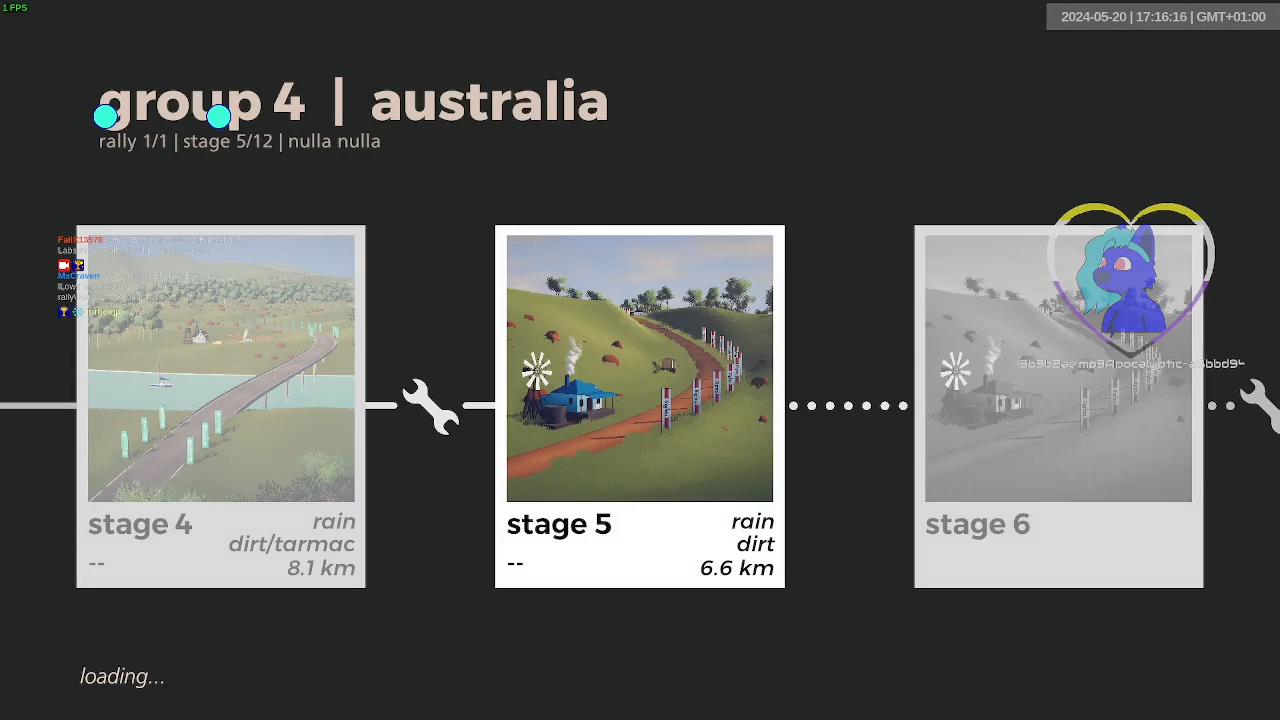 1 FPS
2024-05-20 | 17:16:16 | GMT+01:00
group 4 | australia
rally 1/1 | stage 5/12 | nulla nulla
MxCraven
turboxjp
stage 4
rain
dirt/tarmac
--
8.1 km
stage 5
rain
dirt
--
6.6 km
stage 6
loading...